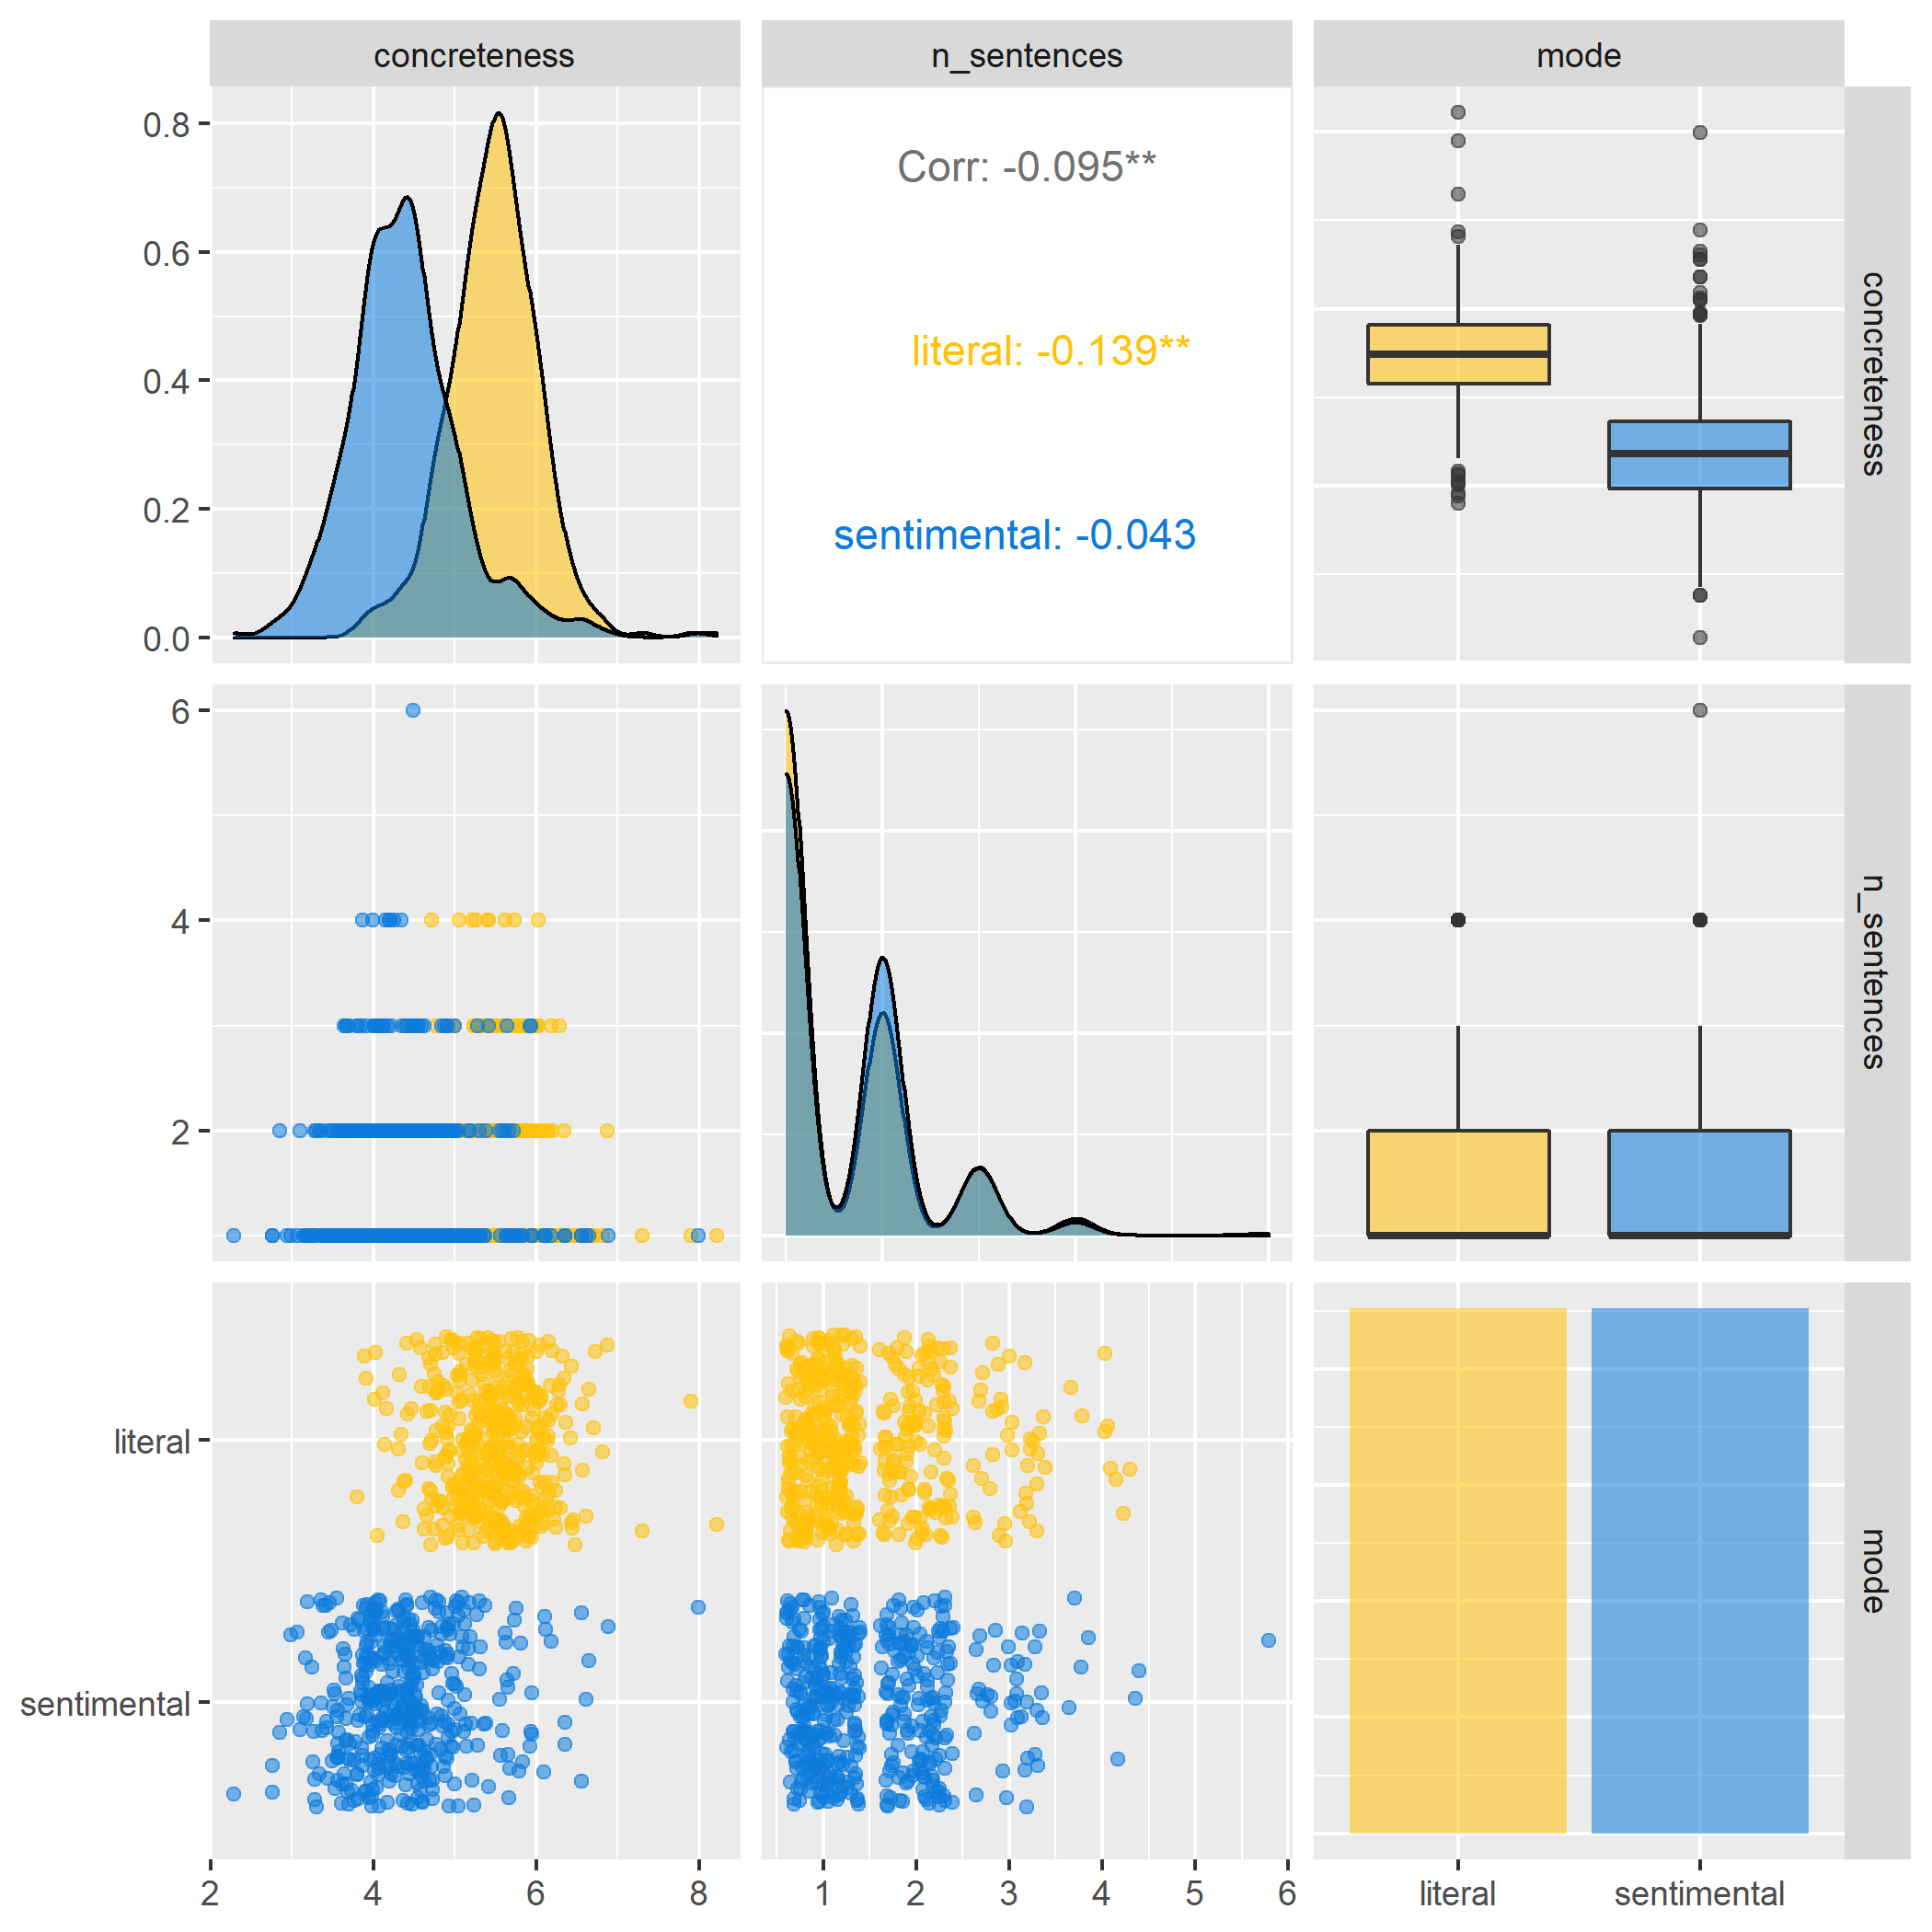 concreteness n_sentences mode
0.8
0.6
0.4
0.2
0.0
Corr: -0.095**
literal: -0.139**
sentimental: -0.043
concreteness
6
4
2
n_sentences
literal
sentimental
mode
2 4 6 8 1 2 3 4 5 6 literal sentimental